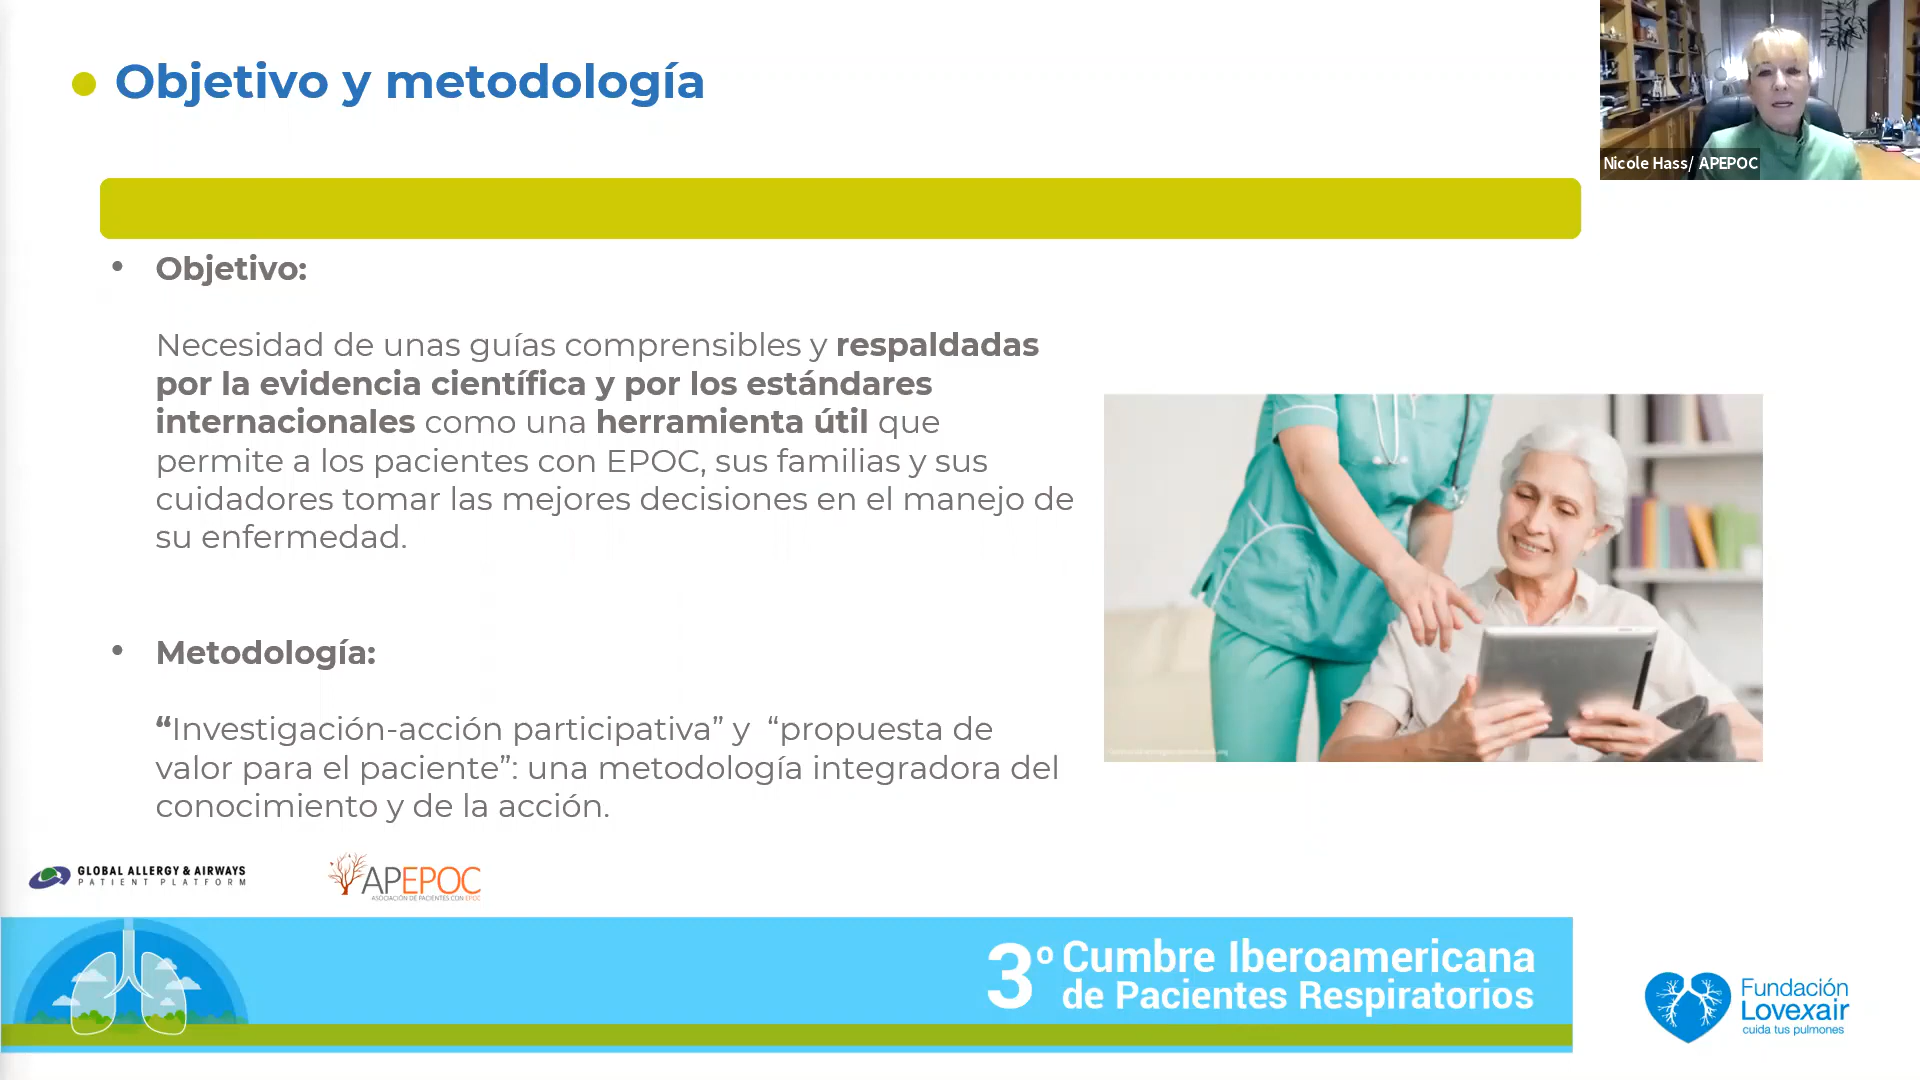 Objetivo y metodología
Nicole Hass/ APEPOC
• Objetivo:
Necesidad de unas guías comprensibles y respaldadas
por la evidencia científica y por los estándares
internacionales como una herramienta útil que
permite a los pacientes con EPOC, sus familias y sus
cuidadores tomar las mejores decisiones en el manejo de
su enfermedad.
• Metodología:
“Investigación-acción participativa” y “propuesta de
valor para el paciente”: una metodología integradora del
conocimiento y de la acción.
GLOBAL ALLERGY & AIRWAYS
PATIENT PLATFORM
APEPOC
ASOCIACIÓN DE PACIENTES CON EPOC
3º Cumbre Iberoamericana
de Pacientes Respiratorios
Fundación
Lovexair
cuida tus pulmones